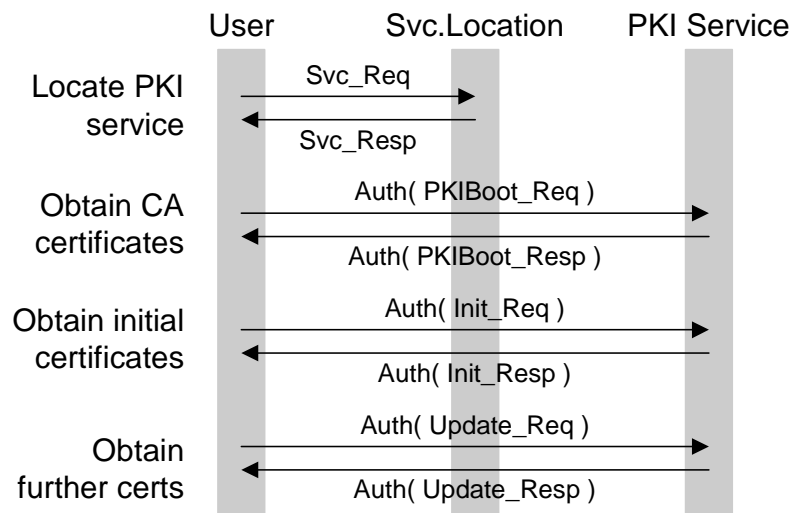 User Svc.Location PKI Service
Locate PKI
service
Svc_Req
Svc_Resp
Obtain CA
certificates
Auth( PKIBoot_Req )
Auth( PKIBoot_Resp )
Obtain initial
certificates
Auth( Init_Req )
Auth( Init_Resp )
Obtain
further certs
Auth( Update_Req )
Auth( Update_Resp )